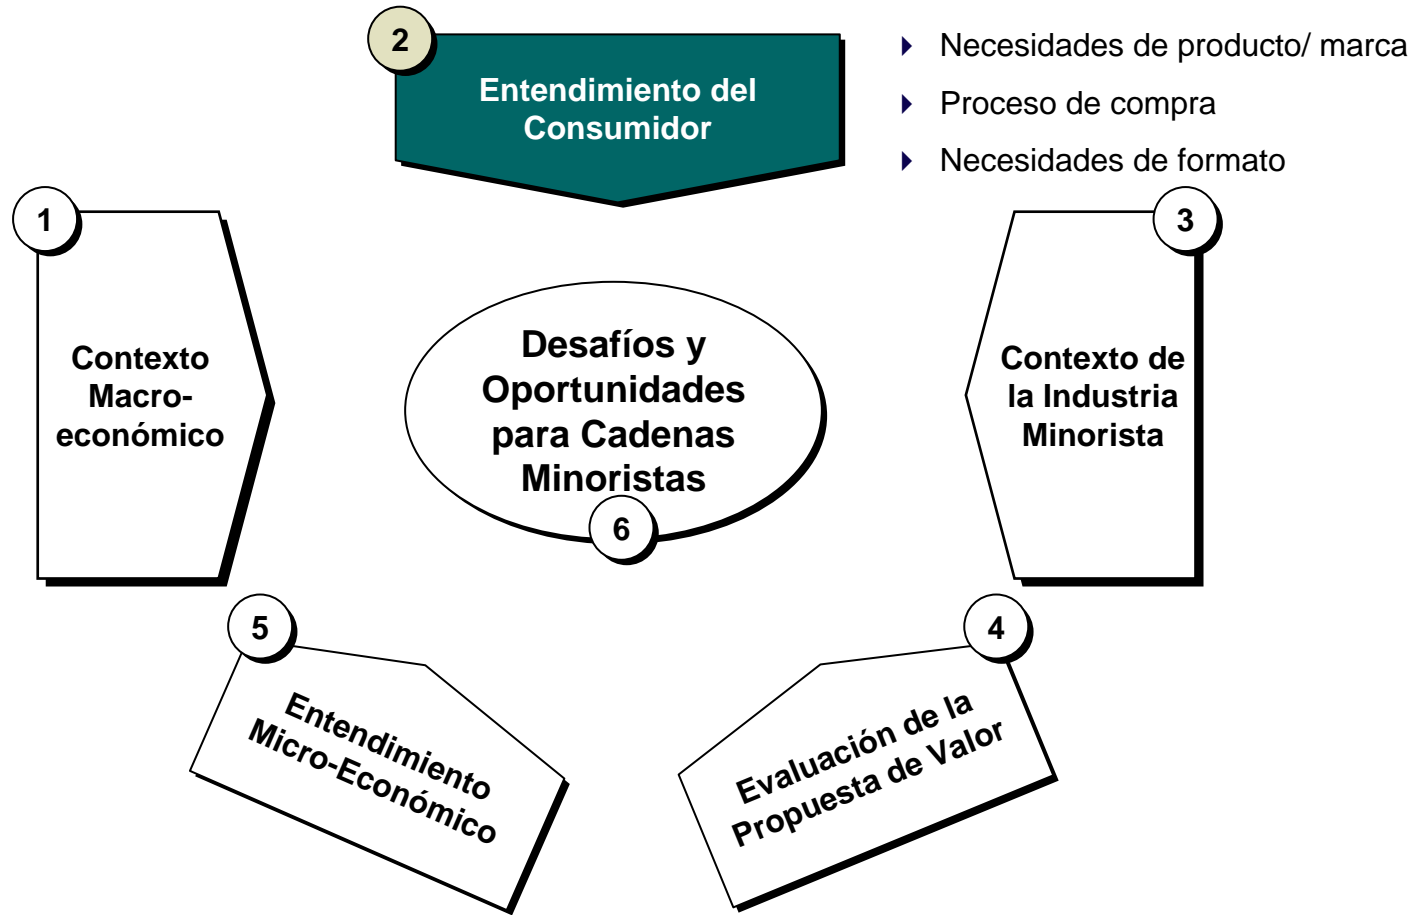 2
Entendimiento del
Consumidor
Necesidades de producto/ marca
Proceso de compra
Necesidades de formato
1
Contexto
Macro-
económico
3
Contexto de
la Industria
Minorista
Desafíos y
Oportunidades
para Cadenas
Minoristas
6
5
Entendimiento
Micro-Económico
4
Evaluación de la
Propuesta de Valor